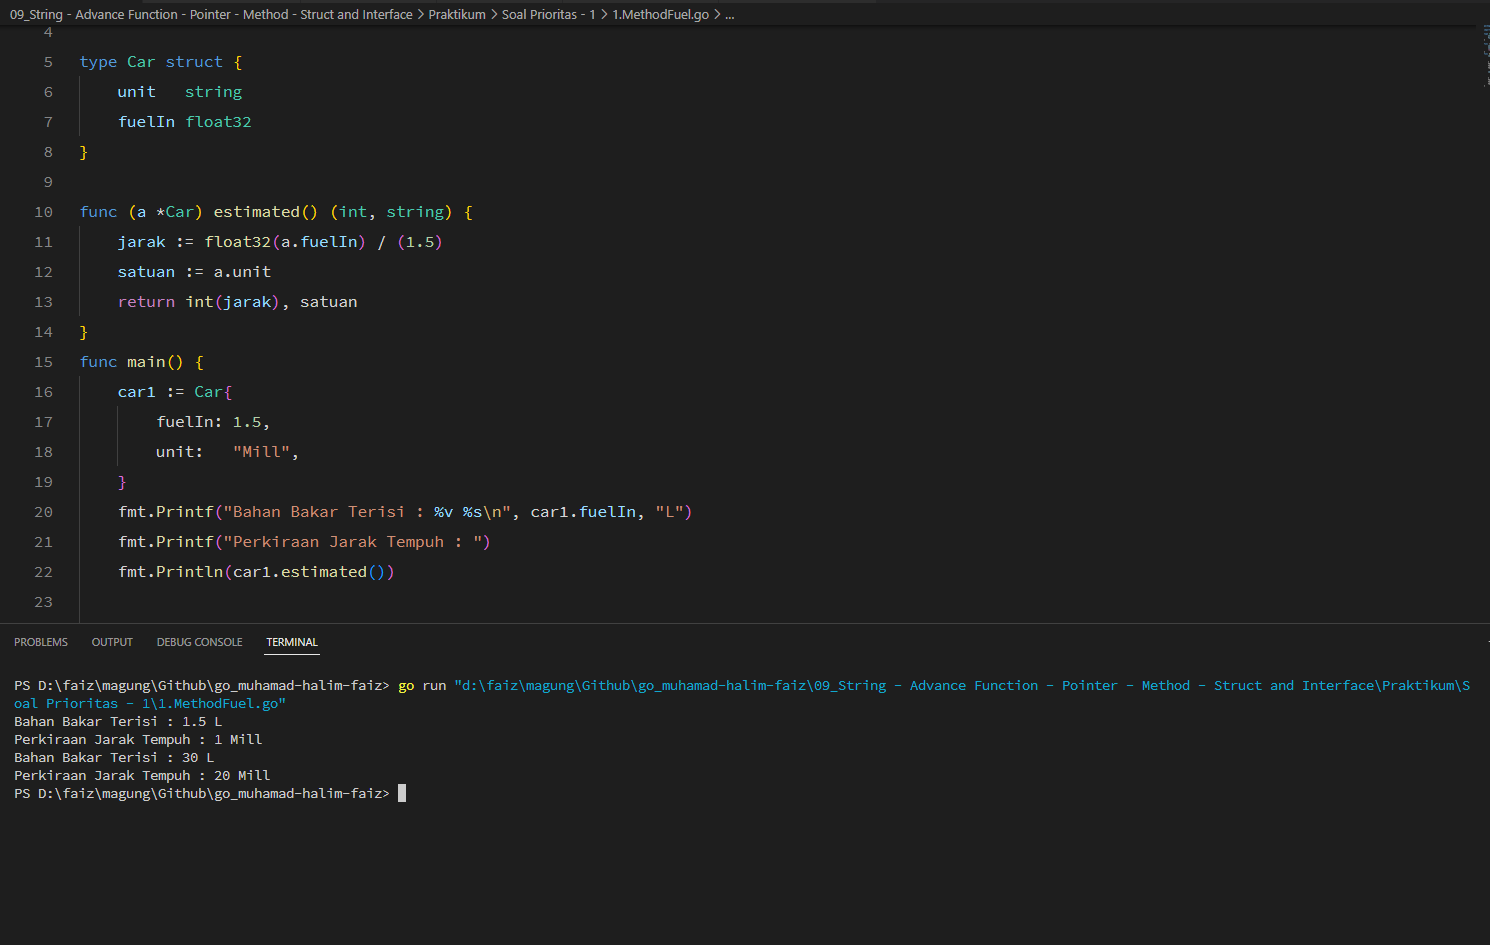 09_String - Advance Function - Pointer - Method - Struct and Interface > Praktikum > Soal Prioritas - 1 > 1.MethodFuel.go > ...
4
5 type Car struct {
6     unit   string
7     fuelIn float32
8 }
9
10 func (a *Car) estimated() (int, string) {
11     jarak := float32(a.fuelIn) / (1.5)
12     satuan := a.unit
13     return int(jarak), satuan
14 }
15 func main() {
16     car1 := Car{
17         fuelIn: 1.5,
18         unit:   "Mill",
19     }
20     fmt.Printf("Bahan Bakar Terisi : %v %s\n", car1.fuelIn, "L")
21     fmt.Printf("Perkiraan Jarak Tempuh : ")
22     fmt.Println(car1.estimated())
23
PROBLEMS OUTPUT DEBUG CONSOLE TERMINAL
PS D:\faiz\magung\Github\go_muhamad-halim-faiz> go run "d:\faiz\magung\Github\go_muhamad-halim-faiz\09_String - Advance Function - Pointer - Method - Struct and Interface\Praktikum\S
oal Prioritas - 1\1.MethodFuel.go"
Bahan Bakar Terisi : 1.5 L
Perkiraan Jarak Tempuh : 1 Mill
Bahan Bakar Terisi : 30 L
Perkiraan Jarak Tempuh : 20 Mill
PS D:\faiz\magung\Github\go_muhamad-halim-faiz>